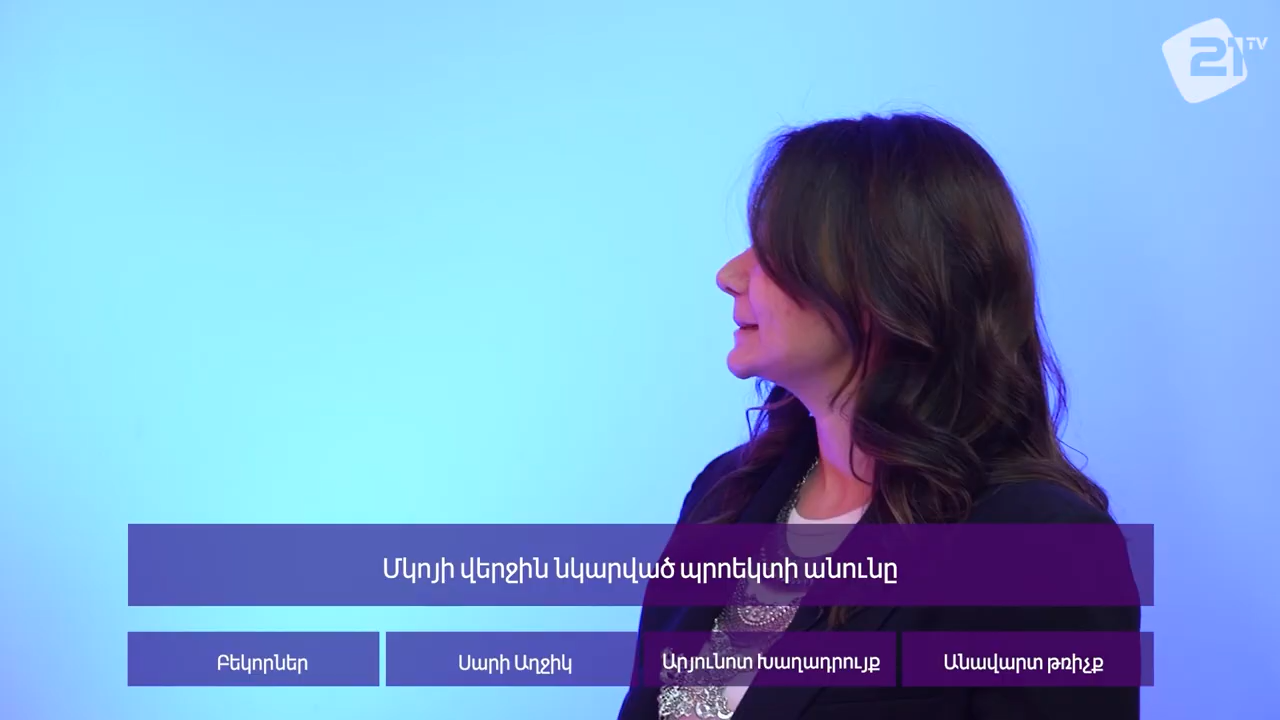 21 TV
Մկոյի վերջին նկարված պրոեկտի անունը
Բեկորներ
Սարի Աղջիկ
Արյունոտ Խաղադրույք
Անավարտ թռիչք